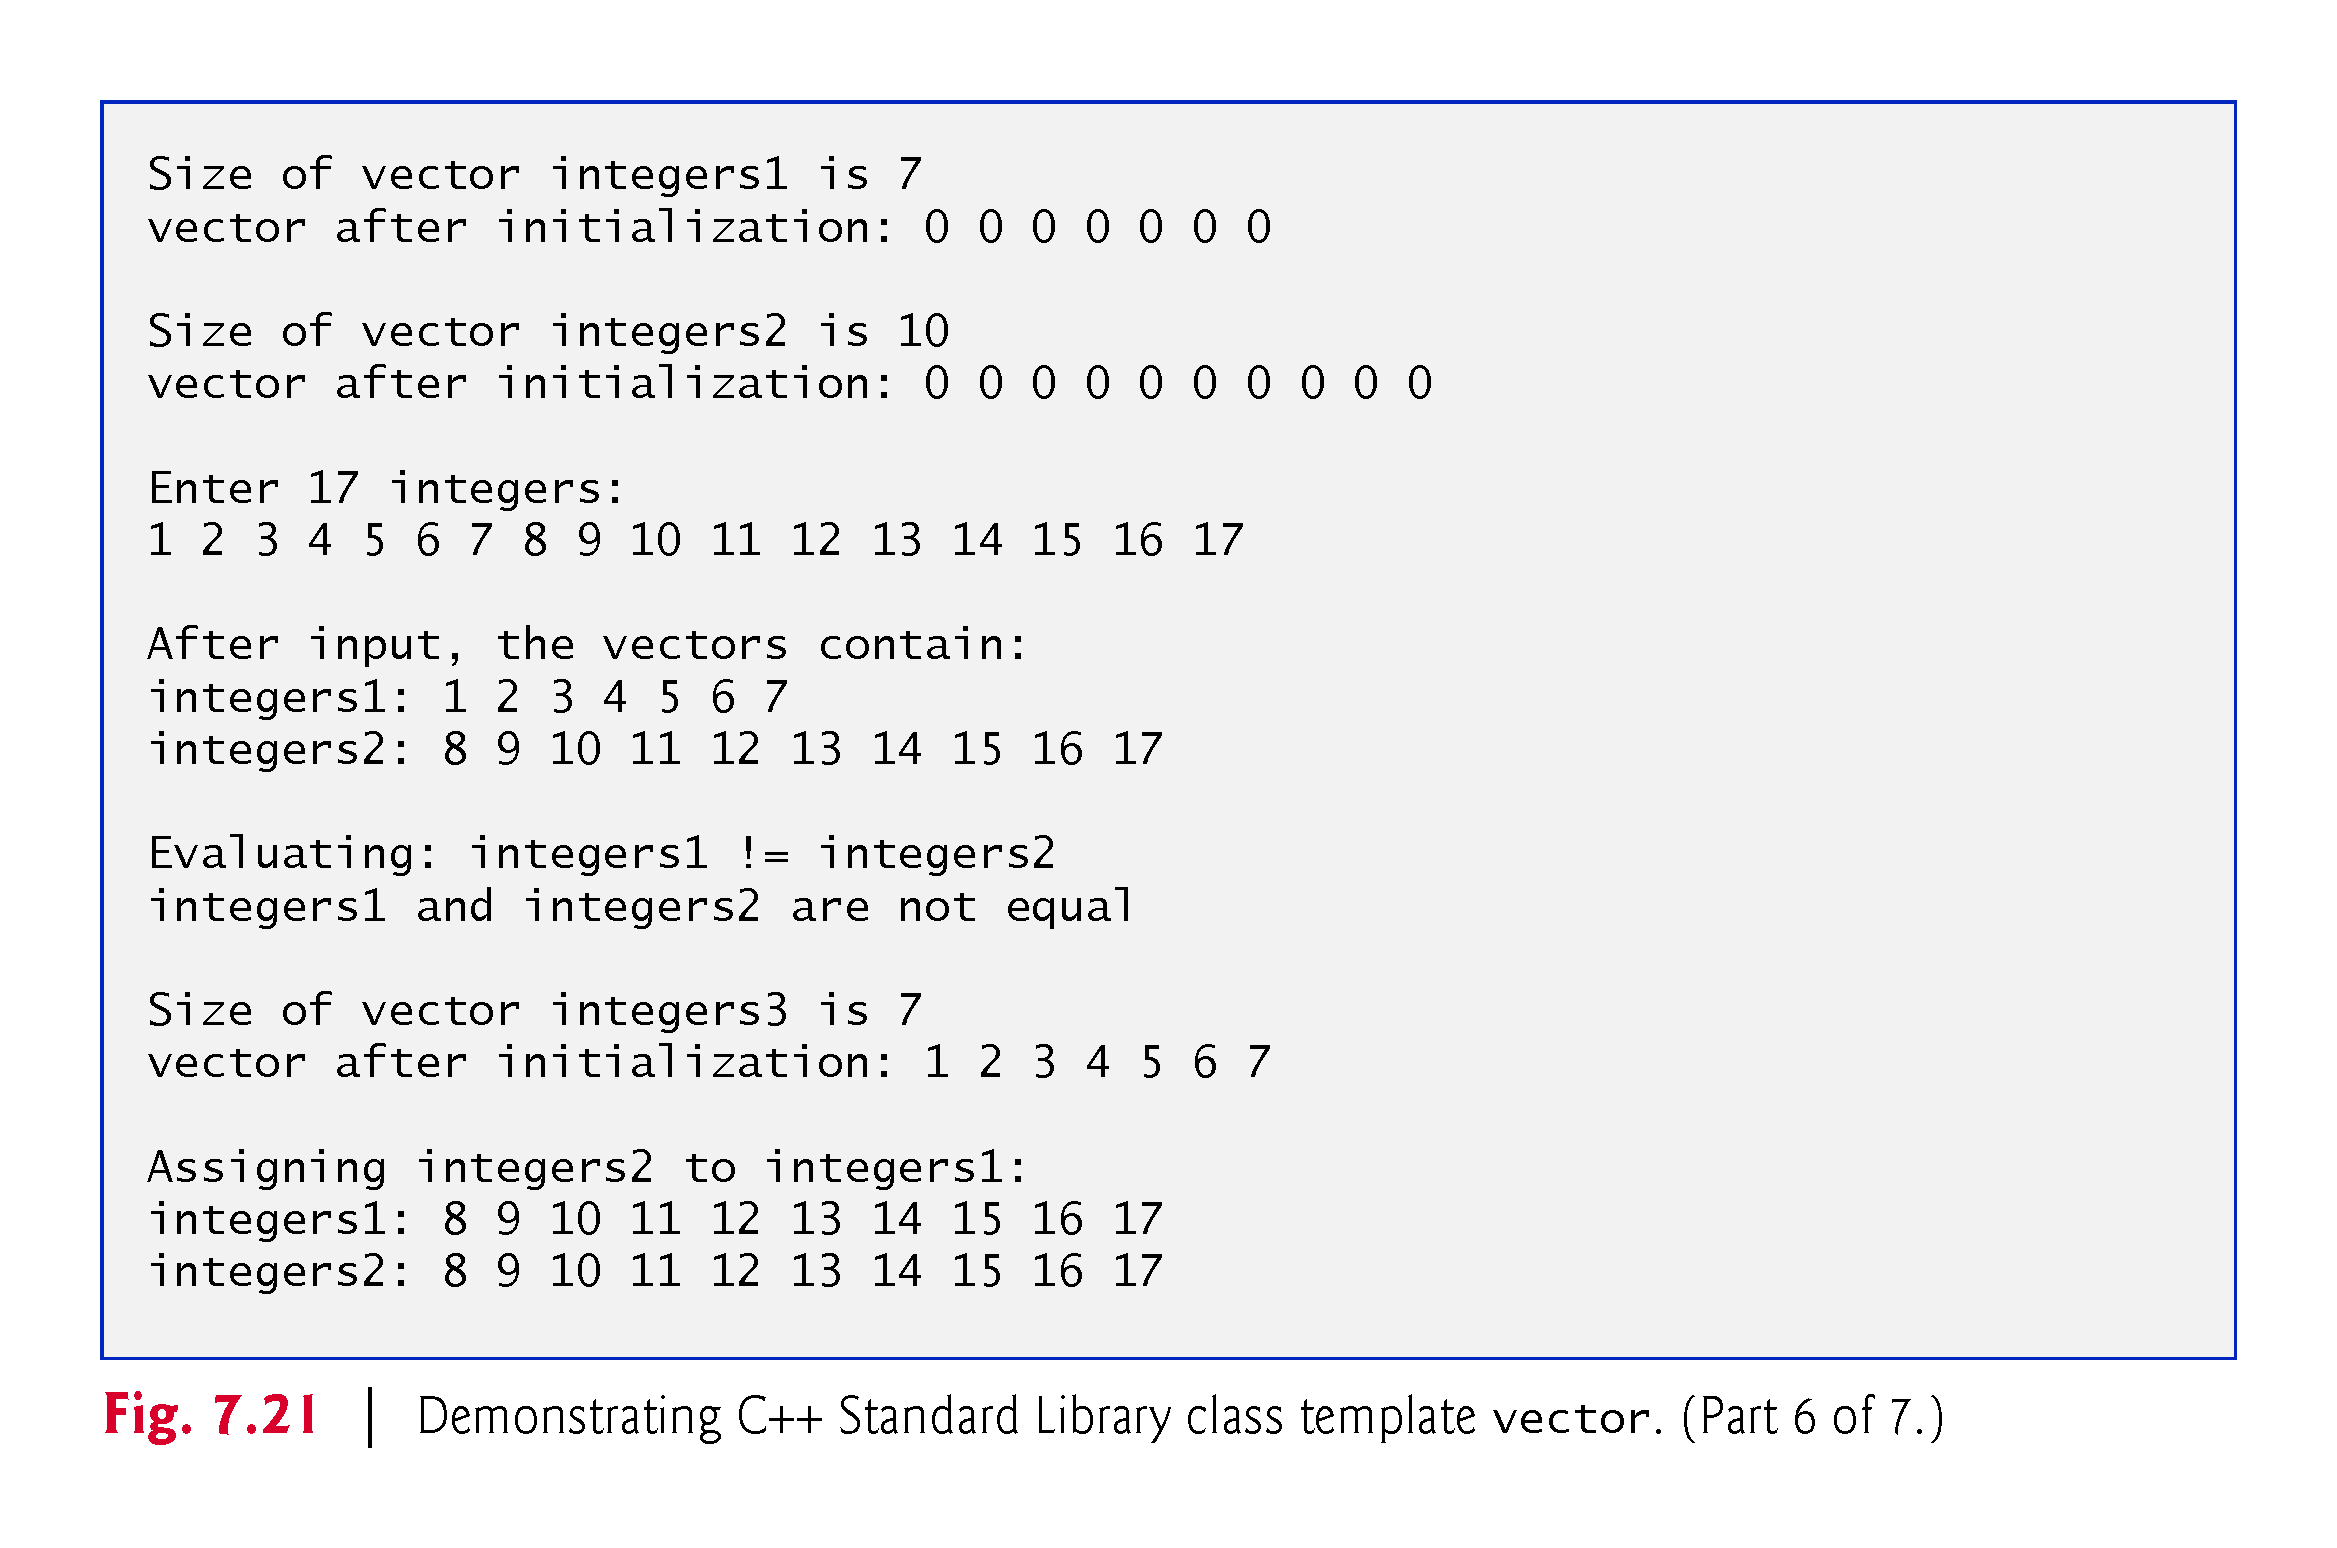 Size of vector integers1 is 7
vector after initialization: 0 0 0 0 0 0 0
Size of vector integers2 is 10
vector after initialization: 0 0 0 0 0 0 0 0 0 0
Enter 17 integers:
1 2 3 4 5 6 7 8 9 10 11 12 13 14 15 16 17
After input, the vectors contain:
integers1: 1 2 3 4 5 6 7
integers2: 8 9 10 11 12 13 14 15 16 17
Evaluating: integers1 != integers2
integers1 and integers2 are not equal
Size of vector integers3 is 7
vector after initialization: 1 2 3 4 5 6 7
Assigning integers2 to integers1:
integers1: 8 9 10 11 12 13 14 15 16 17
integers2: 8 9 10 11 12 13 14 15 16 17
Fig. 7.21 | Demonstrating C++ Standard Library class template vector. (Part 6 of 7.)